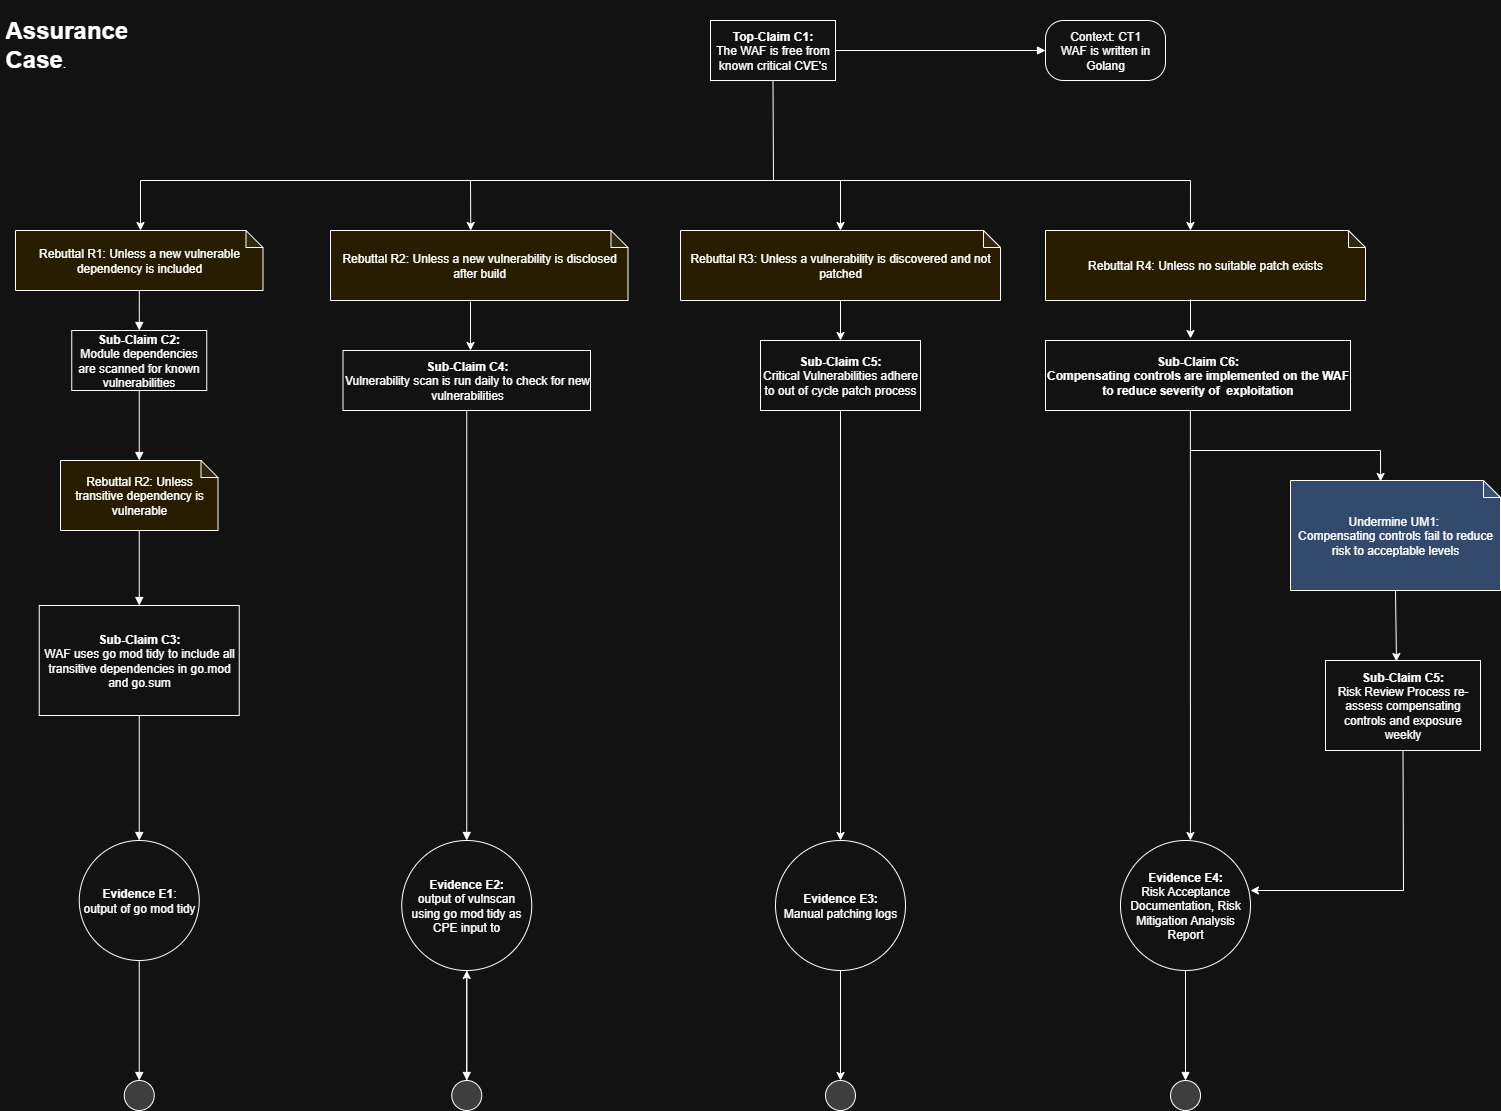 Assurance
Case.
Top-Claim C1:
The WAF is free from
known critical CVE's
Context: CT1
WAF is written in
Golang
Rebuttal R1: Unless a new vulnerable
dependency is included
Rebuttal R2: Unless a new vulnerability is disclosed
after build
Rebuttal R3: Unless a vulnerability is discovered and not
patched
Rebuttal R4: Unless no suitable patch exists
Sub-Claim C2:
Module dependencies
are scanned for known
vulnerabilities
Sub-Claim C4:
Vulnerability scan is run daily to check for new
vulnerabilities
Sub-Claim C5:
Critical Vulnerabilities adhere
to out of cycle patch process
Sub-Claim C6:
Compensating controls are implemented on the WAF
to reduce severity of  exploitation
Rebuttal R2: Unless
transitive dependency is
vulnerable
Undermine UM1:
Compensating controls fail to reduce
risk to acceptable levels
Sub-Claim C3:
WAF uses go mod tidy to include all
transitive dependencies in go.mod
and go.sum
Sub-Claim C5:
Risk Review Process re-
assess compensating
controls and exposure
weekly
Evidence E1:
output of go mod tidy
Evidence E2:
output of vulnscan
using go mod tidy as
CPE input to
Evidence E3:
Manual patching logs
Evidence E4:
Risk Acceptance
Documentation, Risk
Mitigation Analysis
Report